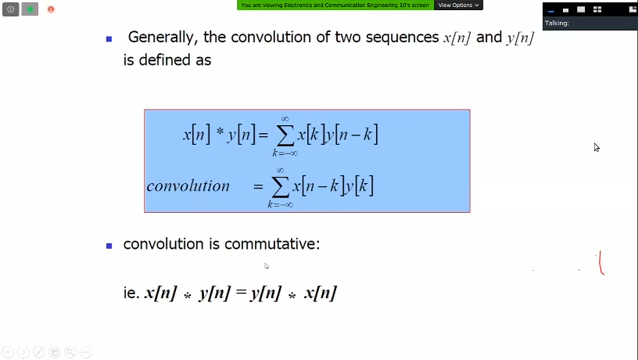 You are viewing Electronics and Communication Engineering 10's screen
View Options
Talking:
Generally, the convolution of two sequences x[n] and y[n]
is defined as
x[n] * y[n] = ∑ x[k]y[n − k]
k=−∞ ∞
convolution = ∑ x[n − k]y[k]
k=−∞ ∞
convolution is commutative:
ie. x[n] * y[n] = y[n] * x[n]